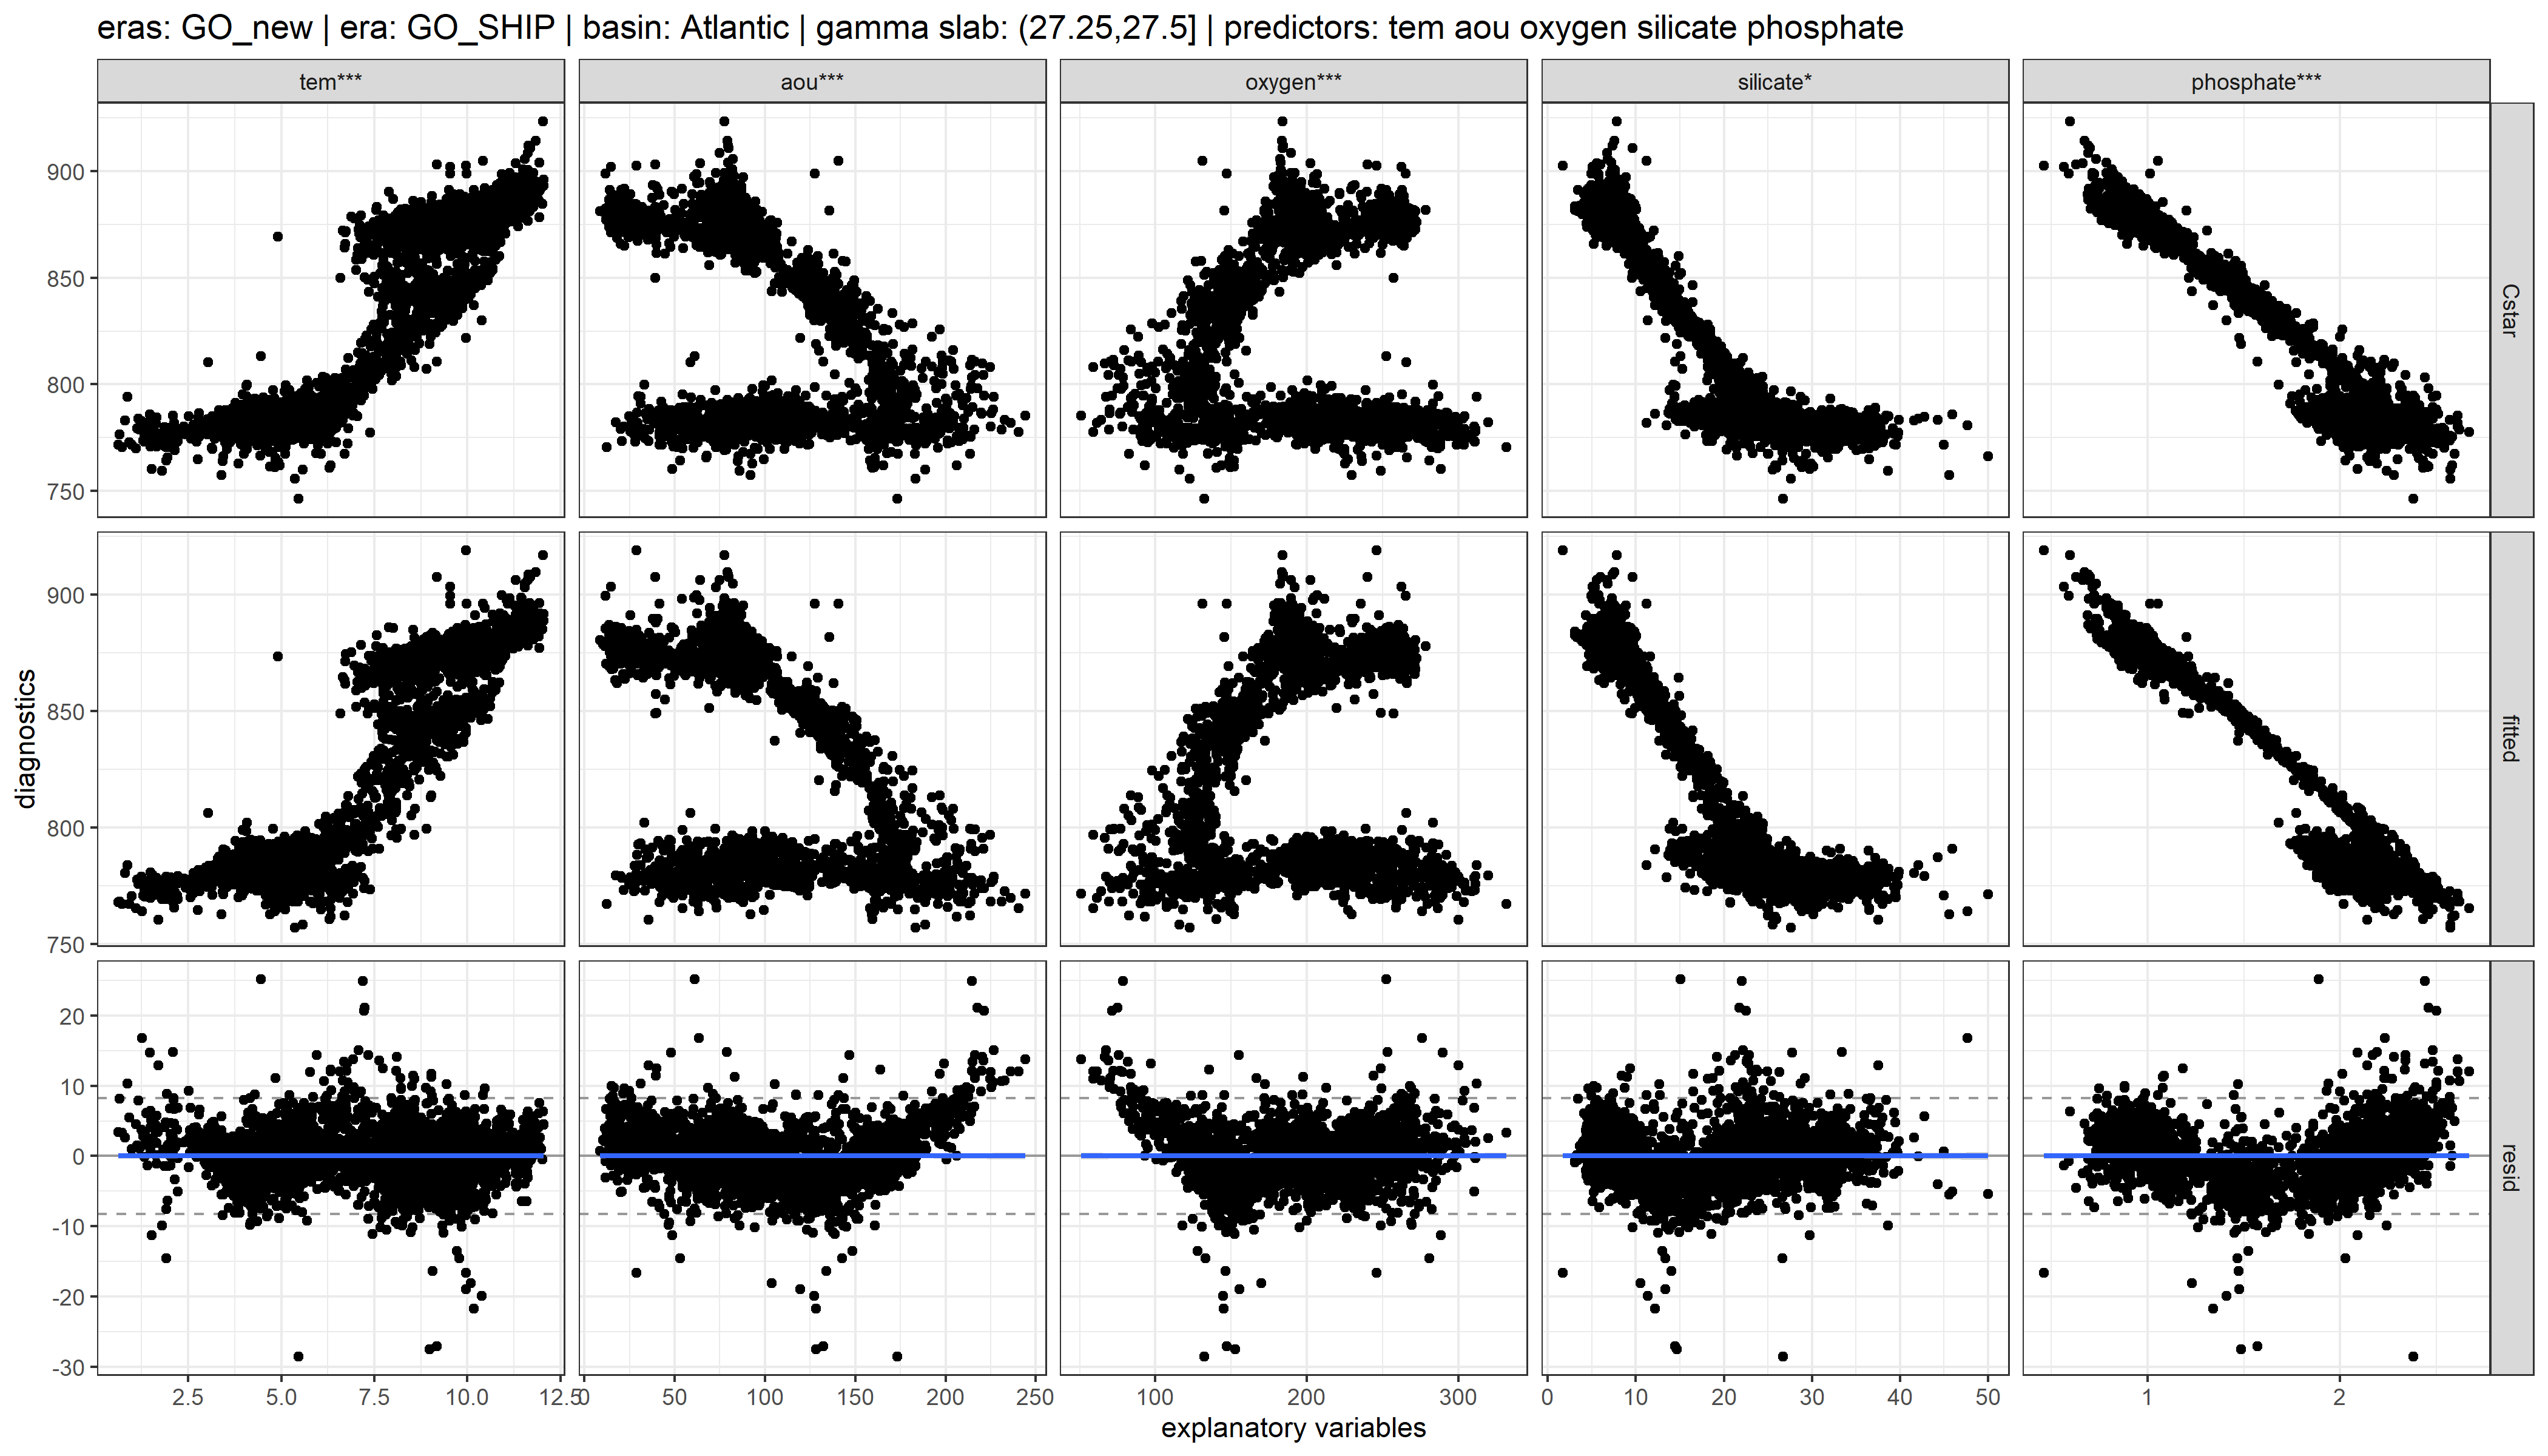 eras: GO_new | era: GO_SHIP | basin: Atlantic | gamma slab: (27.25,27.5] | predictors: tem aou oxygen silicate phosphate
tem***
aou***
oxygen***
silicate*
phosphate***
900
850
800
750
Cstar
900
850
800
750
fitted
diagnostics
20
10
0
-10
-20
-30
resid
2.5 5.0 7.5 10.0 12.5
0 50 100 150 200 250
100 200 300
0 10 20 30 40 50
1 2
explanatory variables